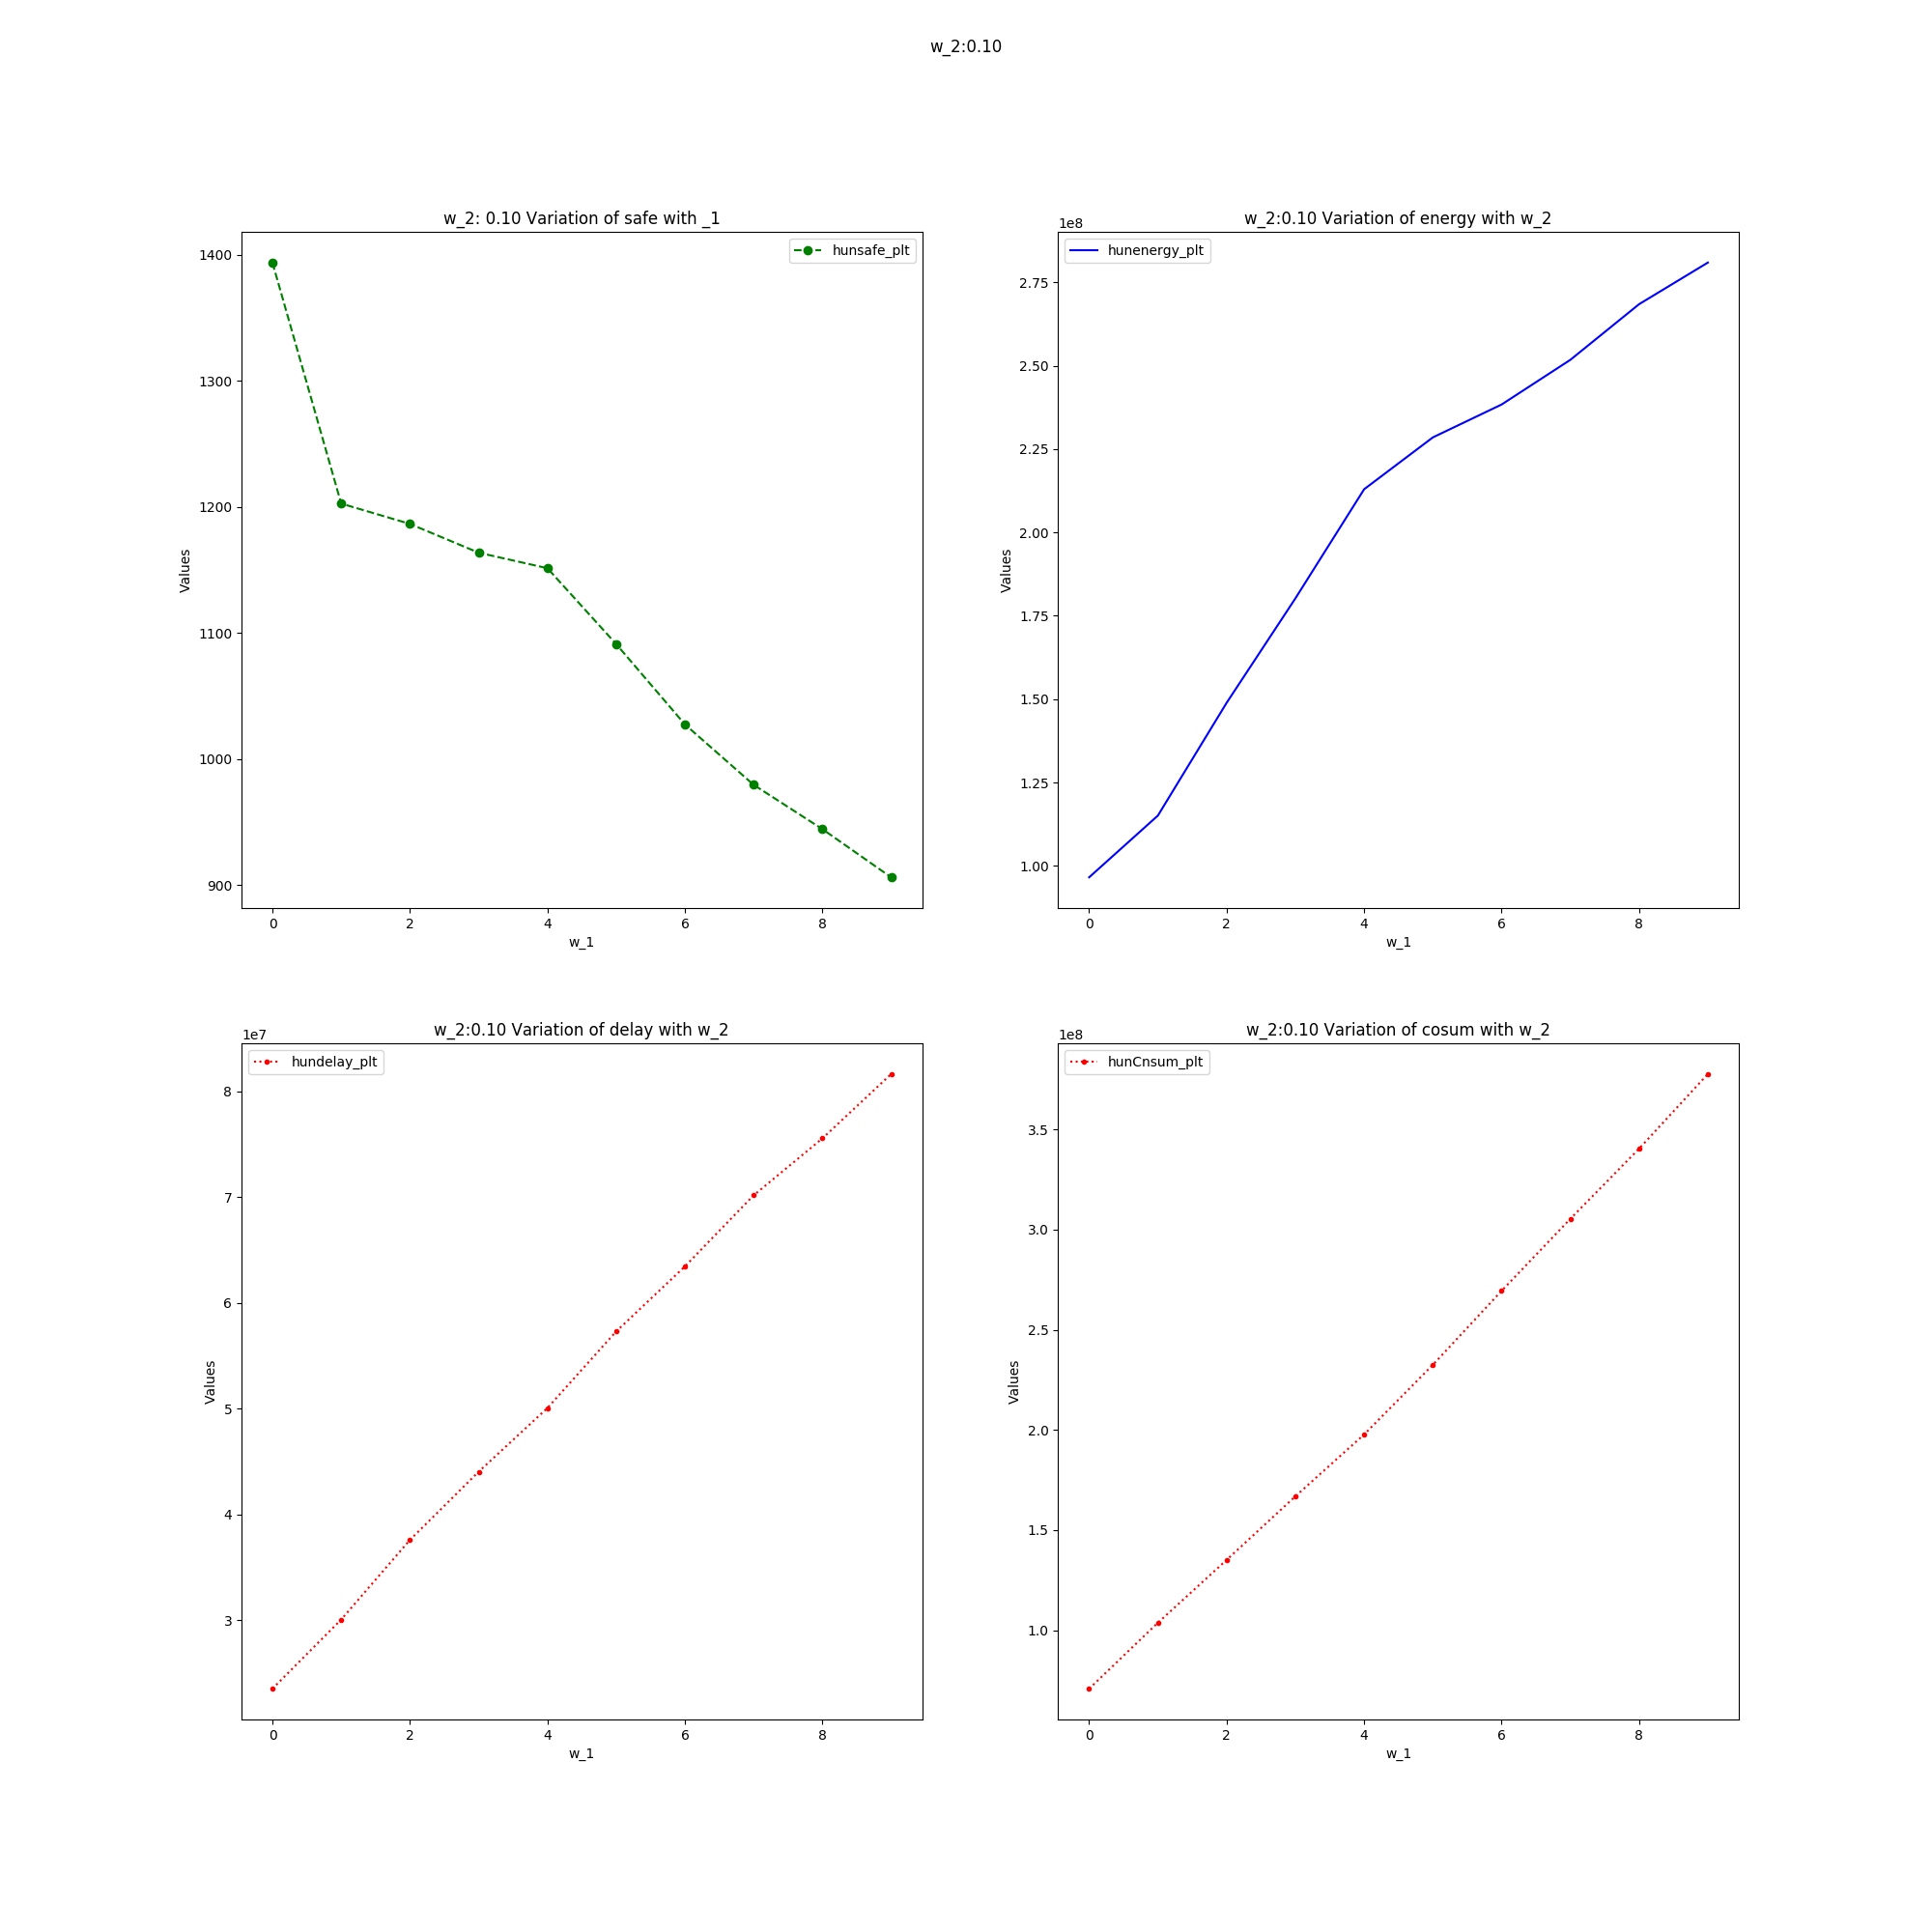 w_2:0.10
w_2: 0.10 Variation of safe with _1
hunsafe_plt
1400
1300
1200
1100
1000
900
Values
0 2 4 6 8
w_1
w_2:0.10 Variation of energy with w_2
1e8
hunenergy_plt
2.75
2.50
2.25
2.00
1.75
1.50
1.25
1.00
Values
0 2 4 6 8
w_1
w_2:0.10 Variation of delay with w_2
1e7
hundelay_plt
8
7
6
5
4
3
Values
0 2 4 6 8
w_1
w_2:0.10 Variation of cosum with w_2
1e8
hunCnsum_plt
3.5
3.0
2.5
2.0
1.5
1.0
Values
0 2 4 6 8
w_1